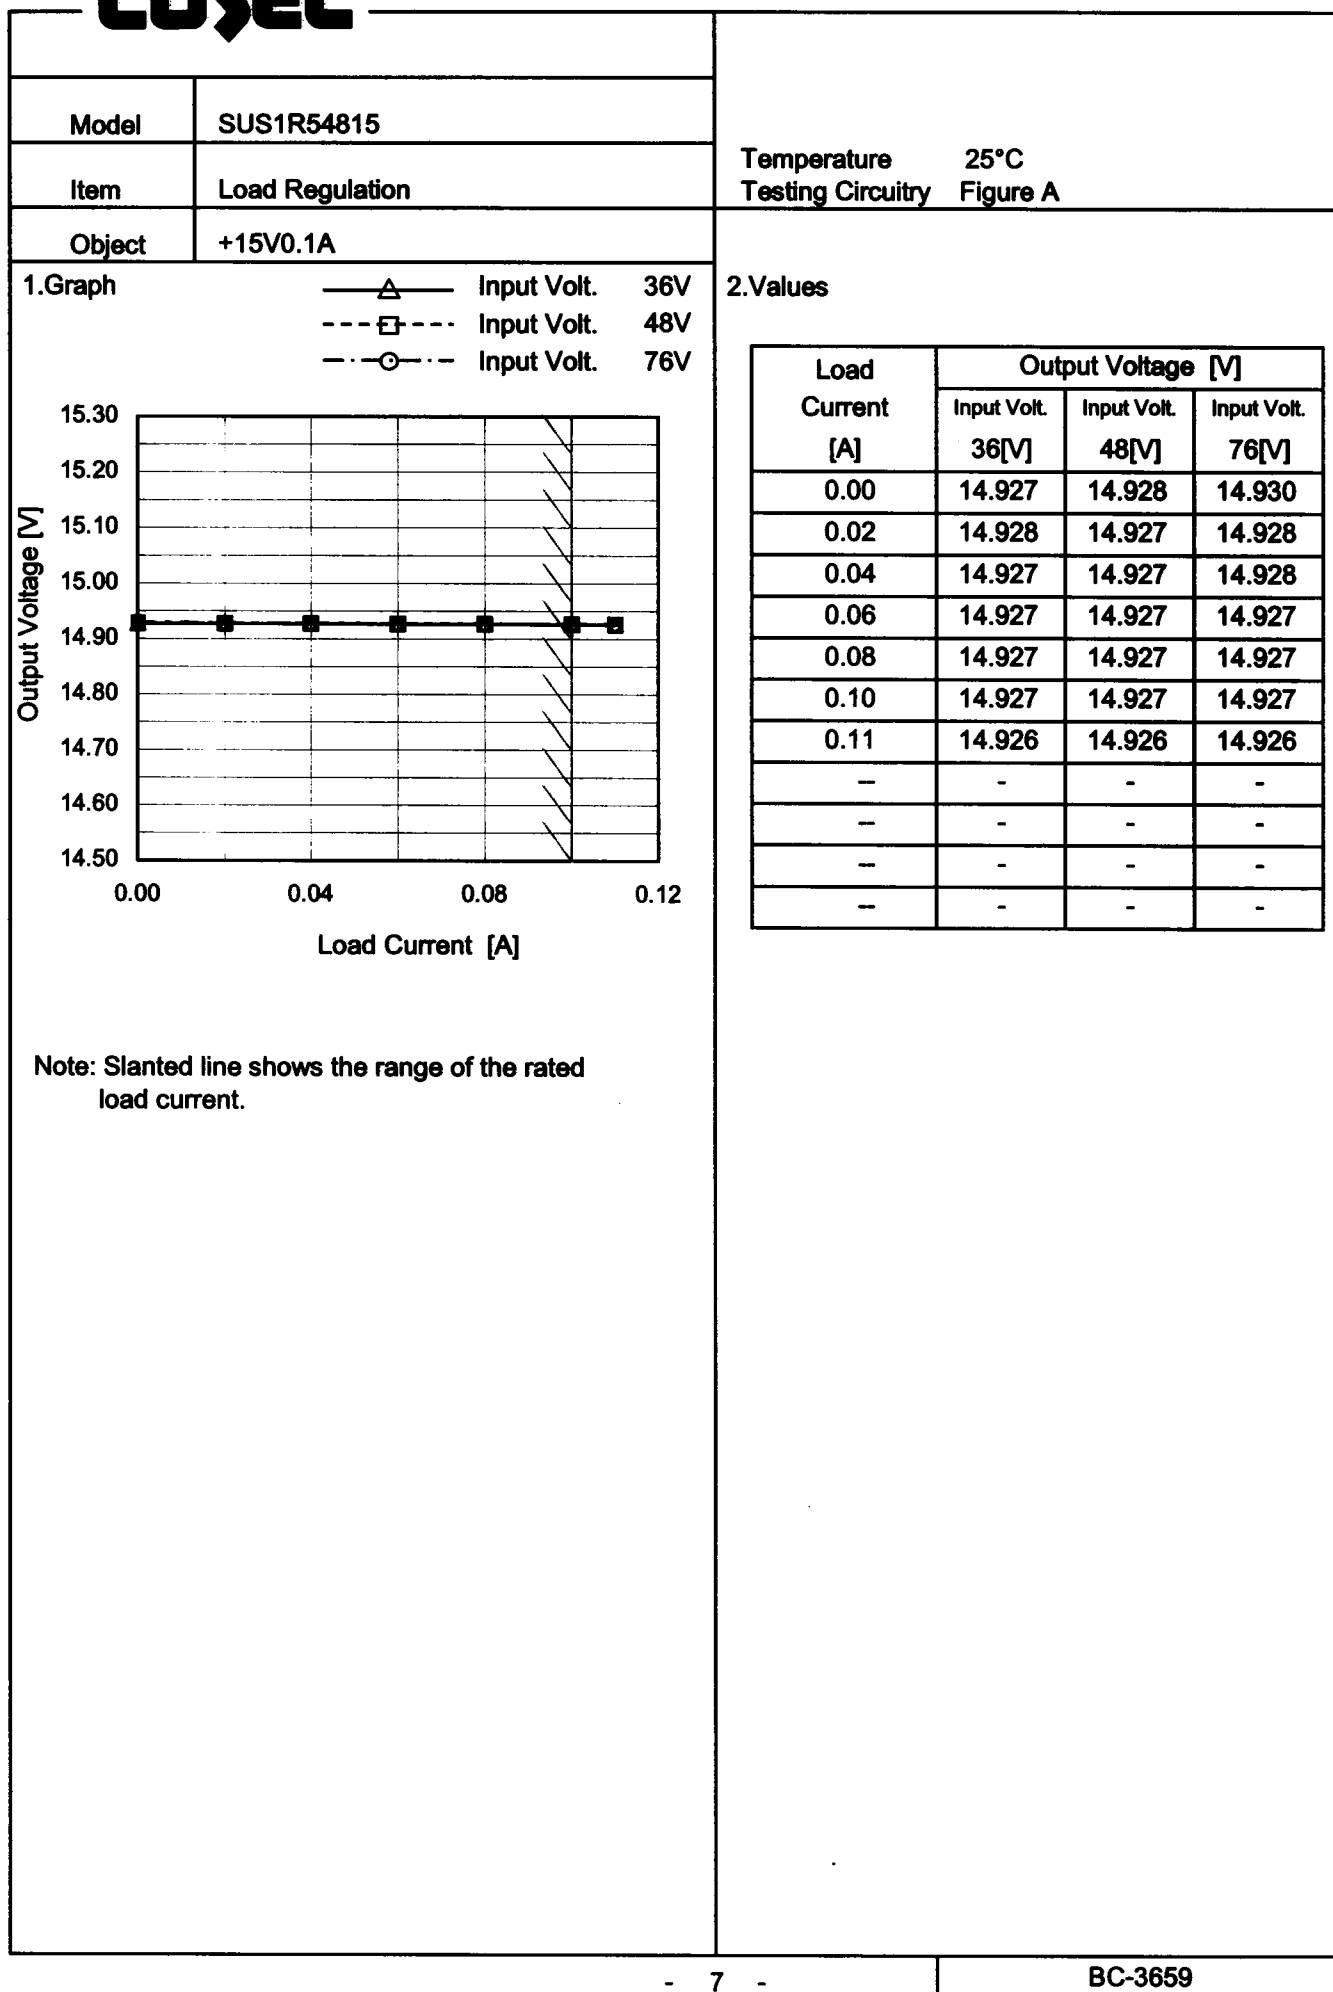 COSEL
Model SUS1R54815
Item Load Regulation
Object +15V0.1A
Temperature 25°C
Testing Circuitry Figure A
1.Graph
Input Volt. 36V
Input Volt. 48V
Input Volt. 76V
15.30
15.20
15.10
15.00
14.90
14.80
14.70
14.60
14.50
Output Voltage [V]
0.00 0.04 0.08 0.12
Load Current [A]
Note: Slanted line shows the range of the rated
load current.
2.Values
Load Output Voltage [V]
Current Input Volt. Input Volt. Input Volt.
[A] 36[V] 48[V] 76[V]
0.00 14.927 14.928 14.930
0.02 14.928 14.927 14.928
0.04 14.927 14.927 14.928
0.06 14.927 14.927 14.927
0.08 14.927 14.927 14.927
0.10 14.927 14.927 14.927
0.11 14.926 14.926 14.926
-- - - -
-- - - -
-- - - -
-- - - -
- 7 -
BC-3659